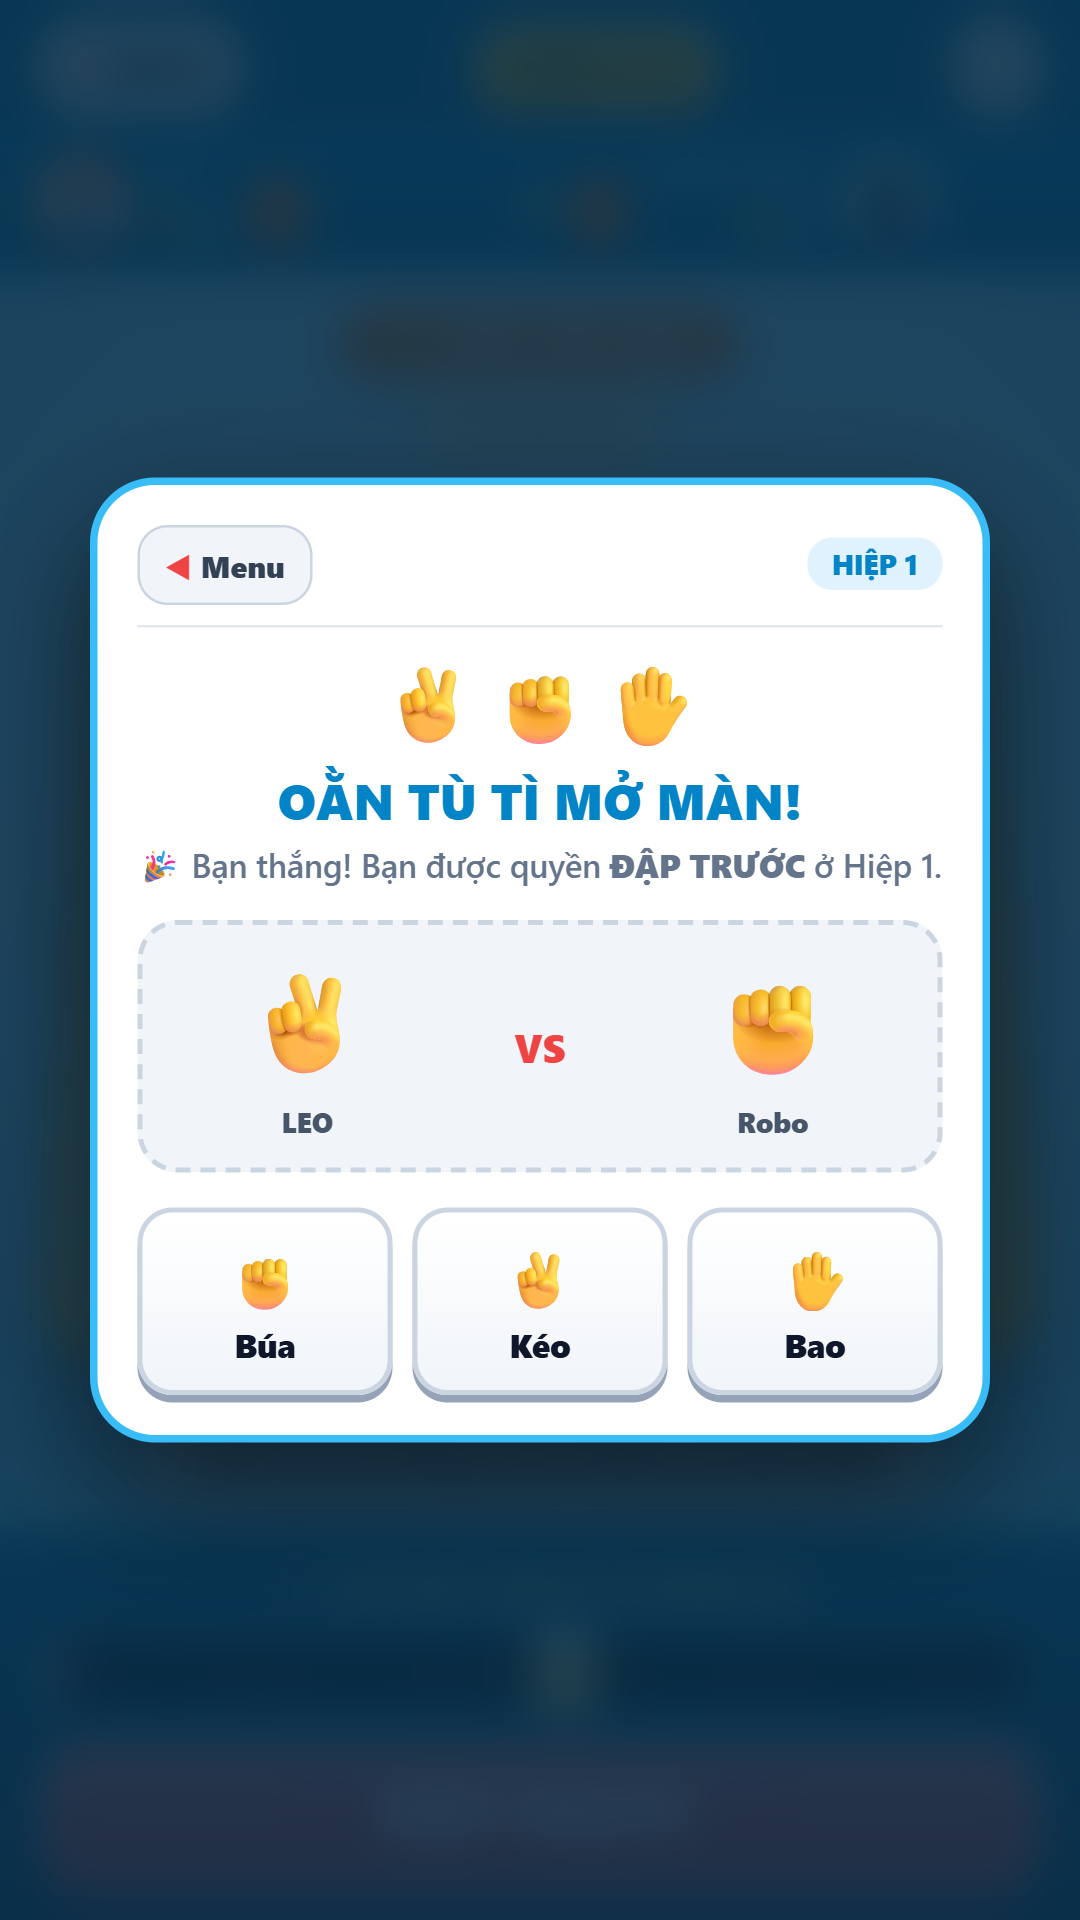 ◀ Menu
HIỆP 1
OẲN TÙ TÌ MỞ MÀN!
🎉 Bạn thắng! Bạn được quyền ĐẬP TRƯỚC ở Hiệp 1.
VS
LEO
Robo
Búa
Kéo
Bao